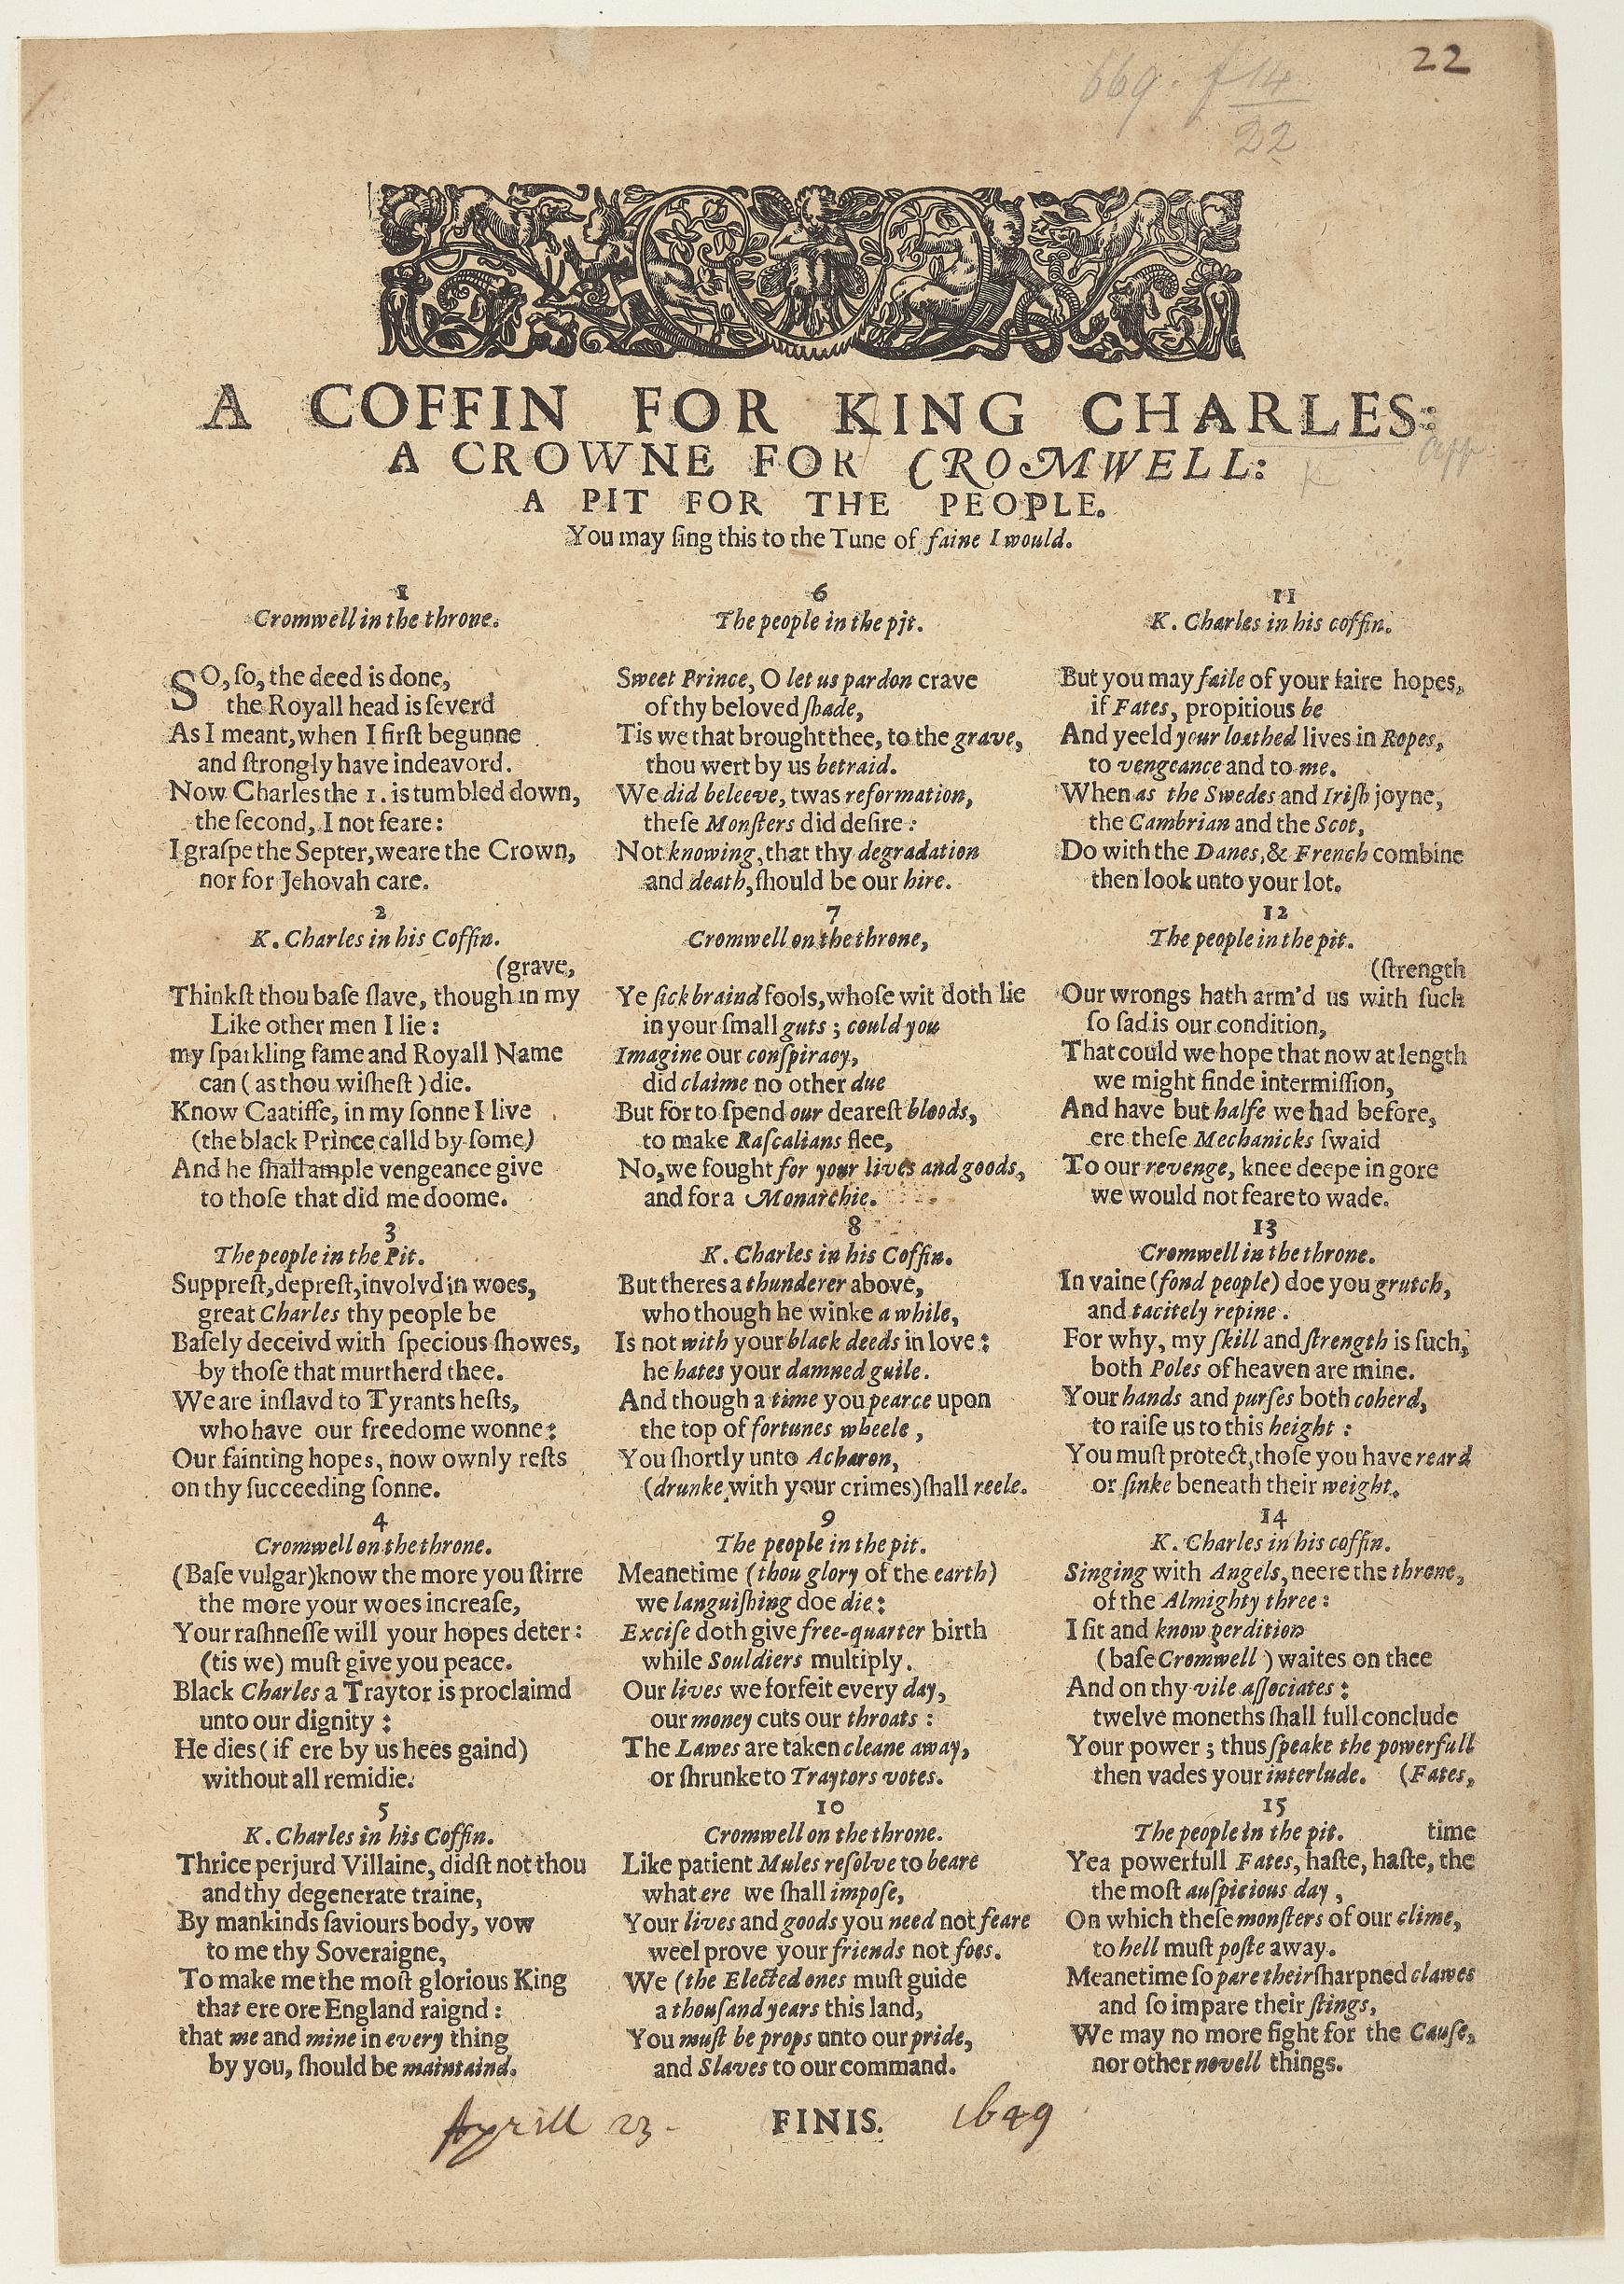 22
669. f 14
22
A COFFIN FOR KING CHARLES:
A CROWNE FOR CROMWELL:
A PIT FOR THE PEOPLE.
You may ſing this to the Tune of faine I would.
1
Cromwell in the throne.
SO, ſo, the deed is done,
the Royall head is ſeverd
As I meant, when I firſt begunne
and ſtrongly have indeavord.
Now Charles the 1. is tumbled down,
the ſecond, I not feare:
I graſpe the Septer, weare the Crown,
nor for Jehovah care.
2
K. Charles in his Coffin.
(grave,
Thinkſt thou baſe ſlave, though in my
Like other men I lie:
my ſparkling fame and Royall Name
can (as thou wiſheſt) die.
Know Caatiffe, in my ſonne I live
(the black Prince calld by ſome)
And he ſhall ample vengeance give
to thoſe that did me doome.
3
The people in the Pit.
Suppreſt, depreſt, involvd in woes,
great Charles thy people be
Baſely deceivd with ſpecious ſhowes,
by thoſe that murtherd thee.
We are inſlavd to Tyrants heſts,
who have our freedome wonne:
Our fainting hopes, now ownly reſts
on thy ſucceeding ſonne.
4
Cromwell on the throne.
(Baſe vulgar) know the more you ſtirre
the more your woes increaſe,
Your raſhneſſe will your hopes deter:
(tis we) muſt give you peace.
Black Charles a Traytor is proclaimd
unto our dignity:
He dies (if ere by us hees gaind)
without all remidie.
5
K. Charles in his Coffin.
Thrice perjurd Villaine, didſt not thou
and thy degenerate traine,
By mankinds ſaviours body, vow
to me thy Soveraigne,
To make me the moſt glorious King
that ere ore England raignd:
that me and mine in every thing
by you, ſhould be maintaind.
6
The people in the pit.
Sweet Prince, O let us pardon crave
of thy beloved ſhade,
Tis we that brought thee, to the grave,
thou wert by us betraid.
We did beleeve, twas reformation,
theſe Monſters did deſire:
Not knowing, that thy degradation
and death, ſhould be our hire.
7
Cromwell on the throne,
Ye ſick braind fools, whoſe wit doth lie
in your ſmall guts; could you
Imagine our conſpiracy,
did claime no other due
But for to ſpend our deareſt bloods,
to make Raſcalians flee,
No, we fought for your lives and goods,
and for a Monarchie.
8
K. Charles in his Coffin.
But theres a thunderer above,
who though he winke a while,
Is not with your black deeds in love:
he hates your damned guile.
And though a time you pearce upon
the top of fortunes wheele,
You ſhortly unto Acharon,
(drunke with your crimes) ſhall reele.
9
The people in the pit.
Meanetime (thou glory of the earth)
we languiſhing doe die:
Exciſe doth give free-quarter birth
while Souldiers multiply.
Our lives we forfeit every day,
our money cuts our throats:
The Lawes are taken cleane away,
or ſhrunke to Traytors votes.
10
Cromwell on the throne.
Like patient Mules reſolve to beare
what ere we ſhall impoſe,
Your lives and goods you need not feare
weel prove your friends not foes.
We (the Elected ones muſt guide
a thouſand years this land,
You muſt be props unto our pride,
and Slaves to our command.
11
K. Charles in his coffin.
But you may faile of your faire hopes,
if Fates, propitious be
And yeeld your loathed lives in Ropes,
to vengeance and to me.
When as the Swedes and Iriſh joyne,
the Cambrian and the Scot,
Do with the Danes, & French combine
then look unto your lot.
12
The people in the pit.
(ſtrength
Our wrongs hath arm'd us with ſuch
ſo ſad is our condition,
That could we hope that now at length
we might finde intermiſſion,
And have but halfe we had before,
ere theſe Mechanicks ſwaid
To our revenge, knee deepe in gore
we would not feare to wade.
13
Cromwell in the throne.
In vaine (fond people) doe you grutch,
and tacitely repine.
For why, my ſkill and ſtrength is ſuch,
both Poles of heaven are mine.
Your hands and purſes both coherd,
to raiſe us to this height:
You muſt protect, thoſe you have reard
or ſinke beneath their weight.
14
K. Charles in his coffin.
Singing with Angels, neere the throne,
of the Almighty three:
I ſit and know perdition
(baſe Cromwell) waites on thee
And on thy vile aſſociates:
twelve moneths ſhall full conclude
Your power; thus ſpeake the powerfull
then vades your interlude. (Fates,
15
The people in the pit. time
Yea powerfull Fates, haſte, haſte, the
the moſt auſpicious day,
On which theſe monſters of our clime,
to hell muſt poſte away.
Meanetime ſo pare their ſharpned clawes
and ſo impare their ſtings,
We may no more fight for the Cauſe,
nor other novell things.
Aprill 23. FINIS. 1649